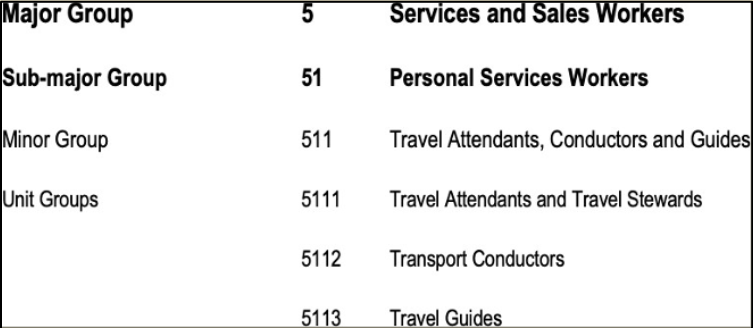 Major Group 5 Services and Sales Workers
Sub-major Group 51 Personal Services Workers
Minor Group 511 Travel Attendants, Conductors and Guides
Unit Groups 5111 Travel Attendants and Travel Stewards
5112 Transport Conductors
5113 Travel Guides